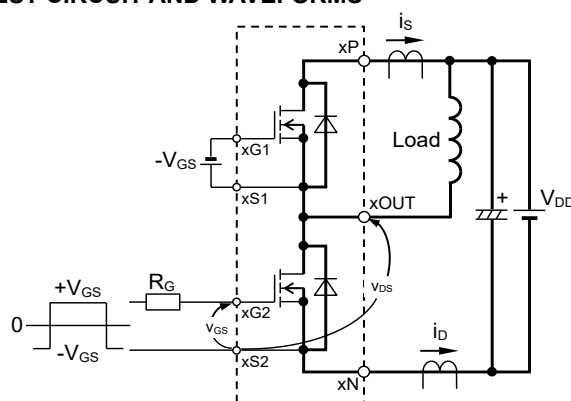 TEST CIRCUIT AND WAVEFORMS
iS
xP
xG1
-VGS
xS1
Load
xOUT
+
VDD
+VGS
RG
0
-VGS
xG2
vGS
vDS
xS2
iD
xN